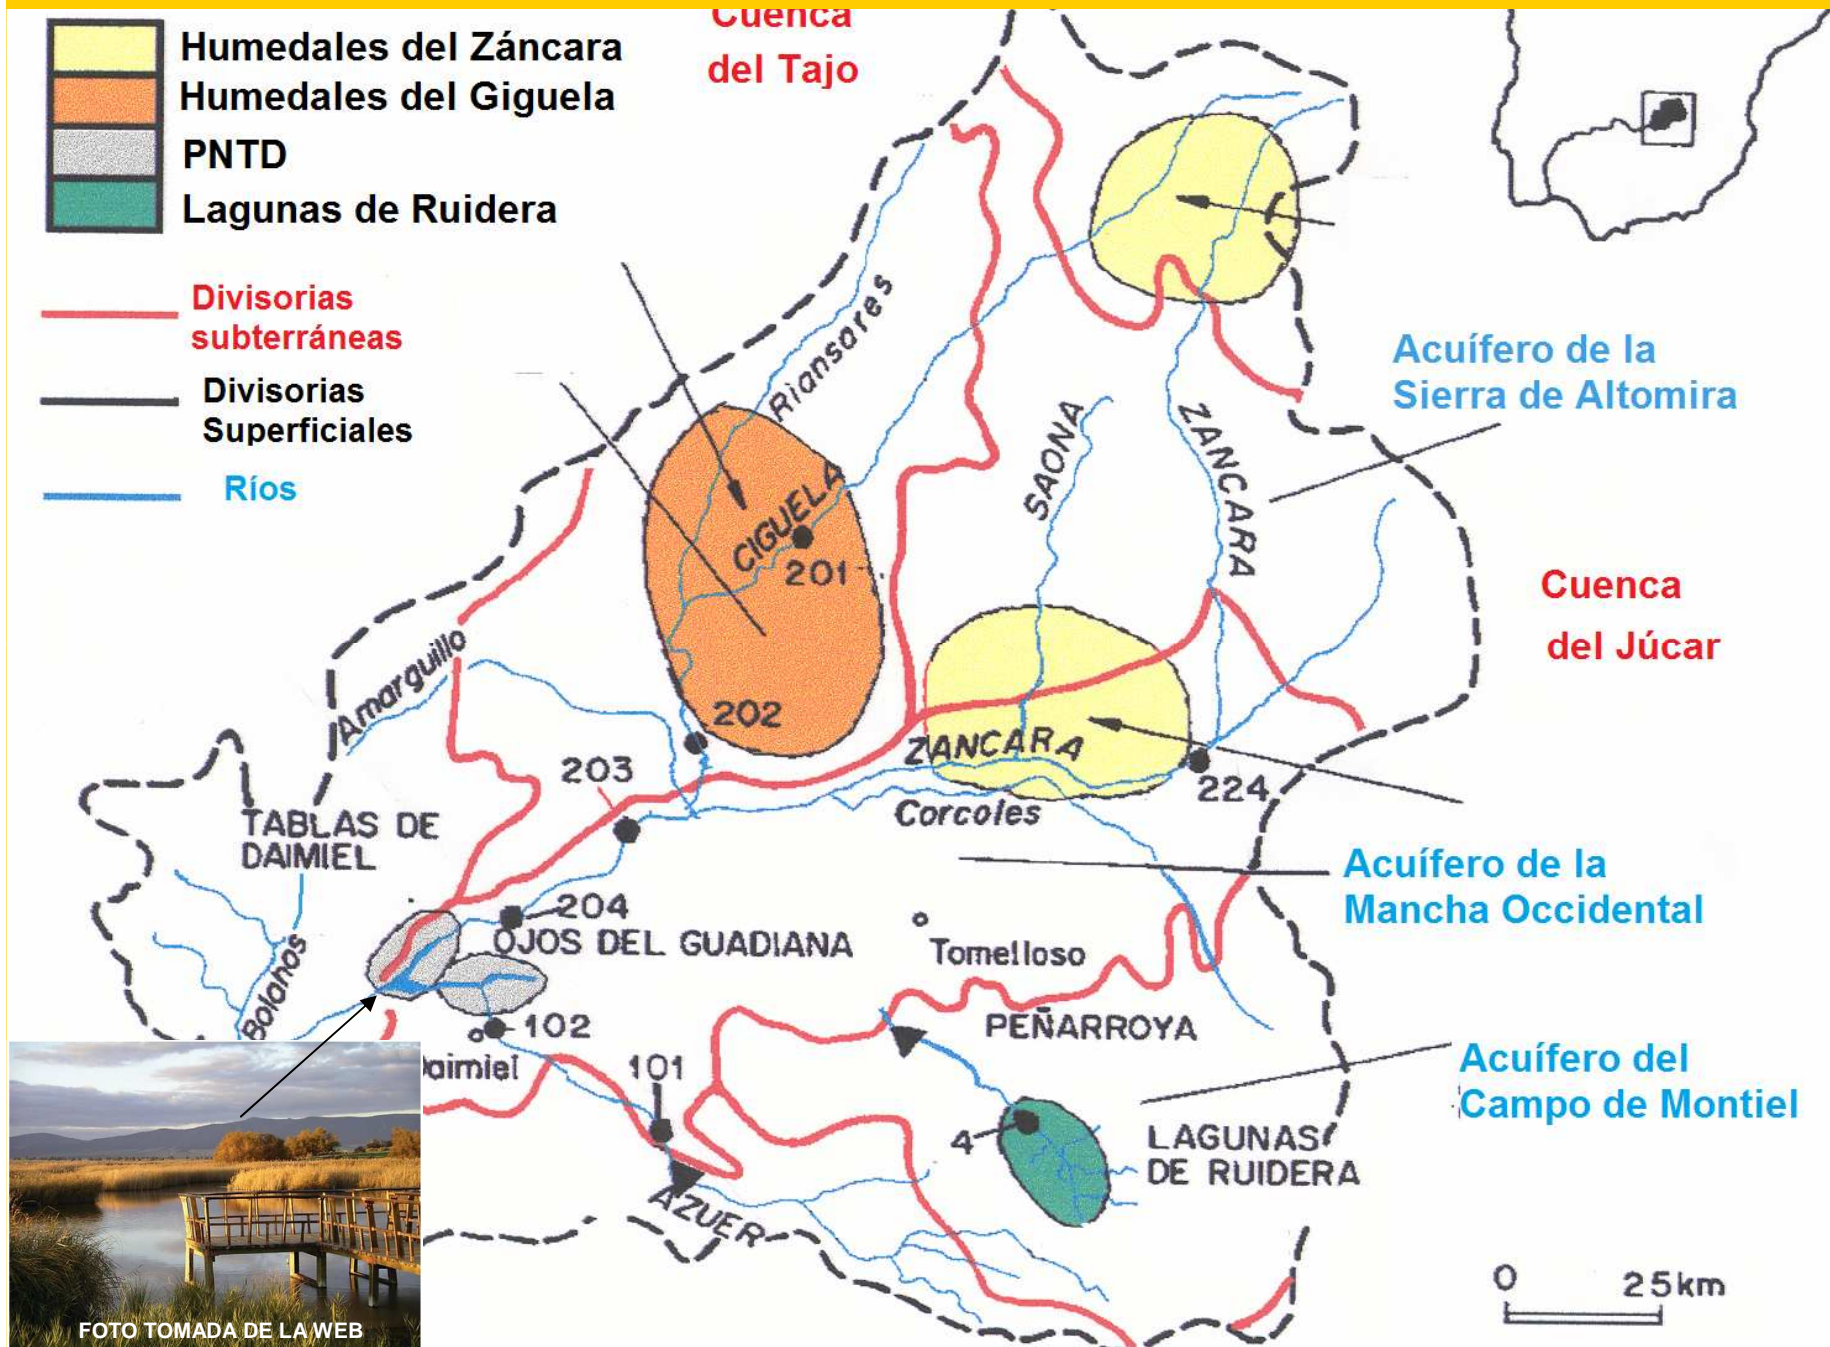 Cuenca
del Tajo
Humedales del Záncara
Humedales del Giguela
PNTD
Lagunas de Ruidera
Divisorias
subterráneas
Divisorias
Superficiales
Ríos
Riansares
CIGUELA
201
SAONA
ZANCARA
Acuífero de la
Sierra de Altomira
Cuenca
del Júcar
Amarguillo
202
203
ZANCARA
224
Corcoles
TABLAS DE
DAIMIEL
Acuífero de la
Mancha Occidental
204
OJOS DEL GUADIANA
Tomelloso
Bolaños
102
PEÑARROYA
aimiel
101
Acuífero del
Campo de Montiel
4
LAGUNAS
DE RUIDERA
AZUER
0 25km
FOTO TOMADA DE LA WEB